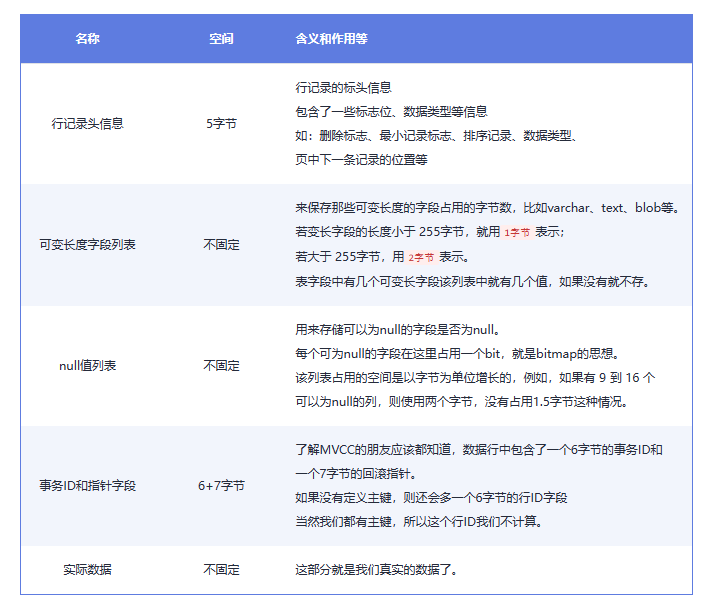 名称 空间 含义和作用等
行记录头信息 5字节 行记录的标头信息
包含了一些标志位、数据类型等信息
如：删除标志、最小记录标志、排序记录、数据类型、
页中下一条记录的位置等
可变长度字段列表 不固定 来保存那些可变长度的字段占用的字节数，比如varchar、text、blob等。
若变长字段的长度小于 255字节，就用 1字节 表示；
若大于 255字节，用 2字节 表示。
表字段中有几个可变长字段该列表中就有几个值，如果没有就不存。
null值列表 不固定 用来存储可以为null的字段是否为null。
每个可为null的字段在这里占用一个bit，就是bitmap的思想。
该列表占用的空间是以字节为单位增长的，例如，如果有 9 到 16 个
可以为null的列，则使用两个字节，没有占用1.5字节这种情况。
事务ID和指针字段 6+7字节 了解MVCC的朋友应该都知道，数据行中包含了一个6字节的事务ID和
一个7字节的回滚指针。
如果没有定义主键，则还会多一个6字节的行ID字段
当然我们都有主键，所以这个行ID我们不计算。
实际数据 不固定 这部分就是我们真实的数据了。